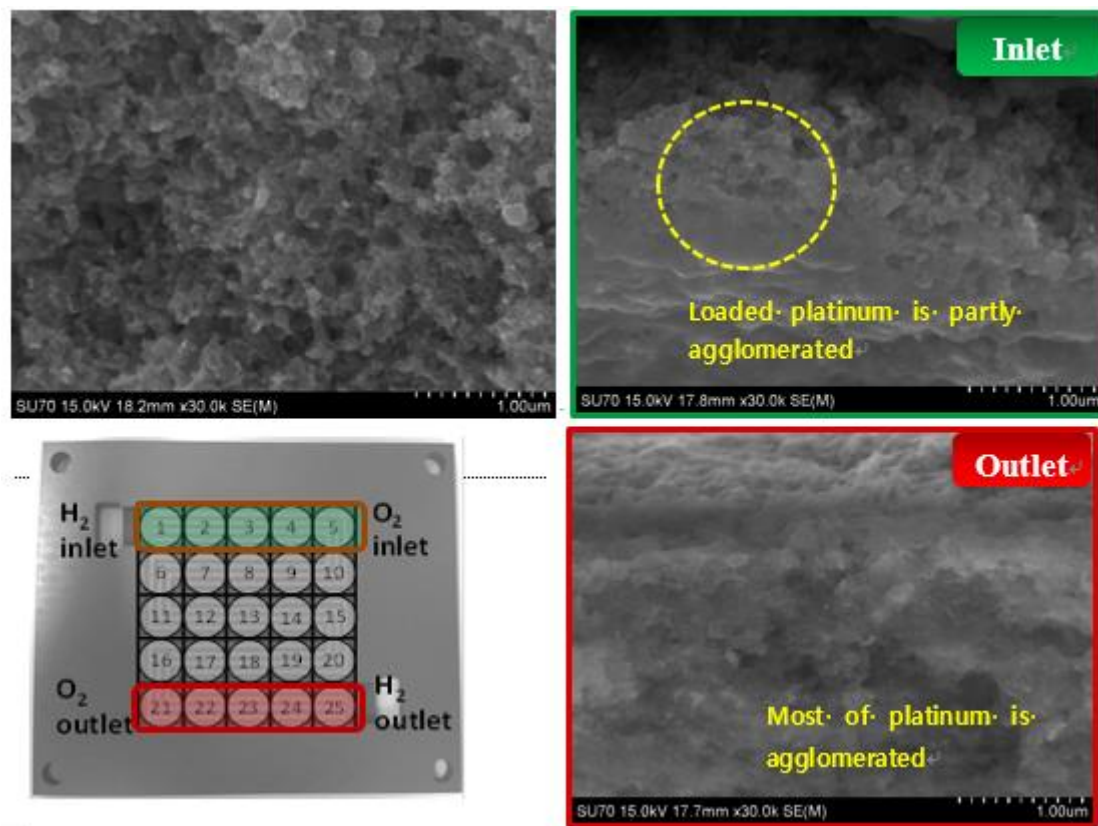 SU70 15.0kV 18.2mm x30.0k SE(M)
1.00um
Inlet↵
Loaded· platinum· is· partly·
agglomerated↵
SU70 15.0kV 17.8mm x30.0k SE(M)
1.00um
H₂
inlet
O₂
inlet
1 2 3 4 5
6 7 8 9 10
11 12 13 14 15
16 17 18 19 20
21 22 23 24 25
O₂
outlet
H₂
outlet
Outlet↵
Most· of· platinum· is·
agglomerated↵
SU70 15.0kV 17.7mm x30.0k SE(M)
1.00um